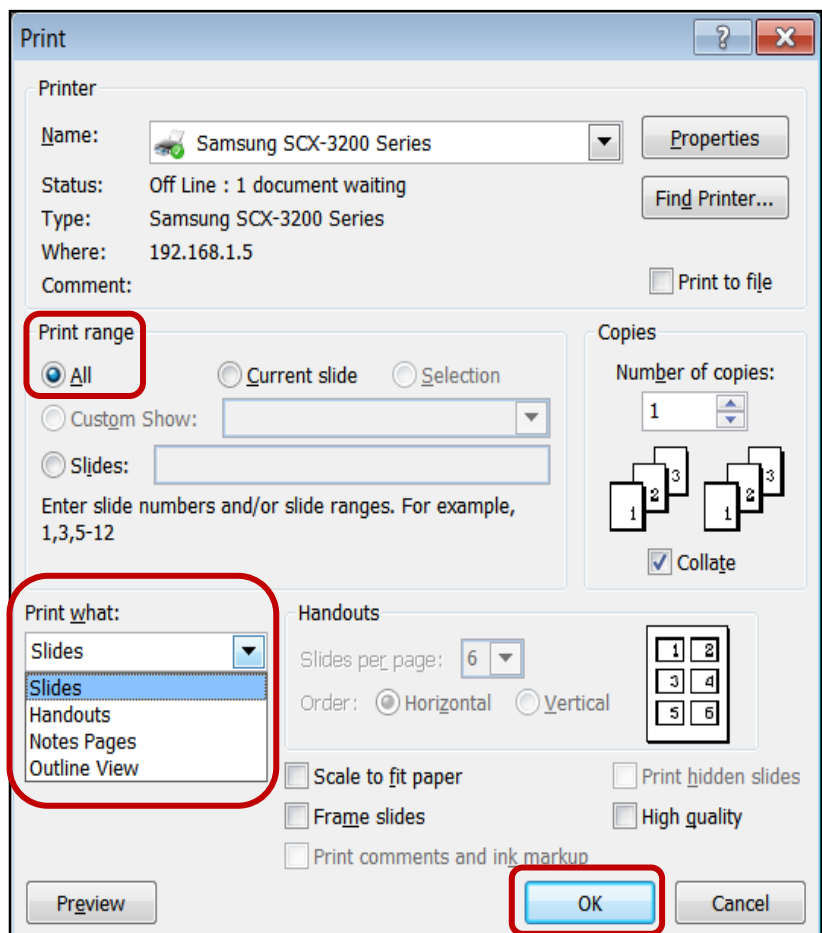 Print
Printer
Name: Samsung SCX-3200 Series Properties
Status: Off Line : 1 document waiting
Find Printer...
Type: Samsung SCX-3200 Series
Where: 192.168.1.5
Comment: Print to file
Print range
All Current slide Selection
Custom Show:
Slides:
Enter slide numbers and/or slide ranges. For example,
1,3,5-12
Copies
Number of copies:
1
1 2 3 1 2 3
Collate
Print what:
Slides
Slides
Handouts
Notes Pages
Outline View
Handouts
Slides per page: 6
Order: Horizontal Vertical
1 2
3 4
5 6
Scale to fit paper Print hidden slides
Frame slides High quality
Print comments and ink markup
Preview OK Cancel